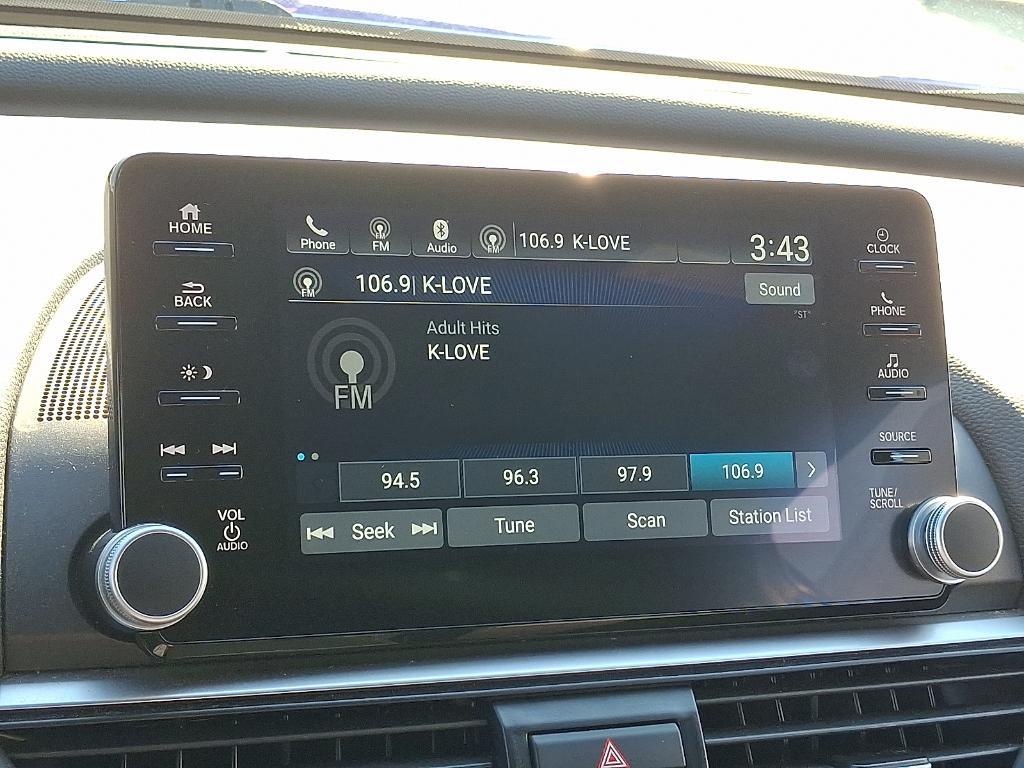 HOME
BACK
VOL
AUDIO
Phone
FM
Audio
FM
106.9 K-LOVE
3:43
FM
106.9| K-LOVE
Sound
"ST"
FM
Adult Hits
K-LOVE
94.5
96.3
97.9
106.9
Seek
Tune
Scan
Station List
CLOCK
PHONE
AUDIO
SOURCE
TUNE/
SCROLL